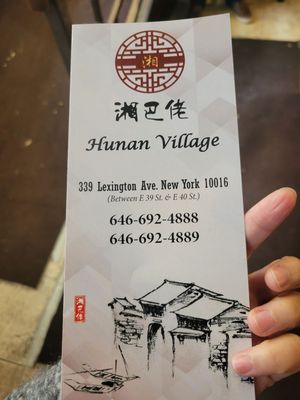 湘
湘巴佬
Hunan Village
339 Lexington Ave. New York 10016
(Between E 39 St. & E 40 St.)
646-692-4888
646-692-4889
湘巴佬